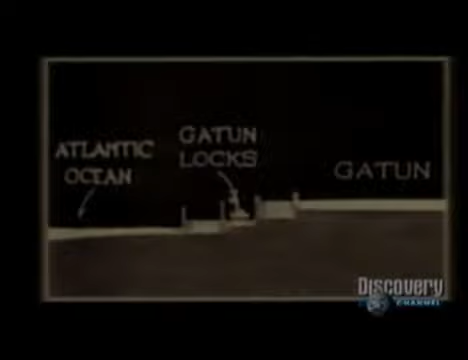 ATLANTIC
OCEAN
GATUN
LOCKS
GATUN
Discovery
CHANNEL